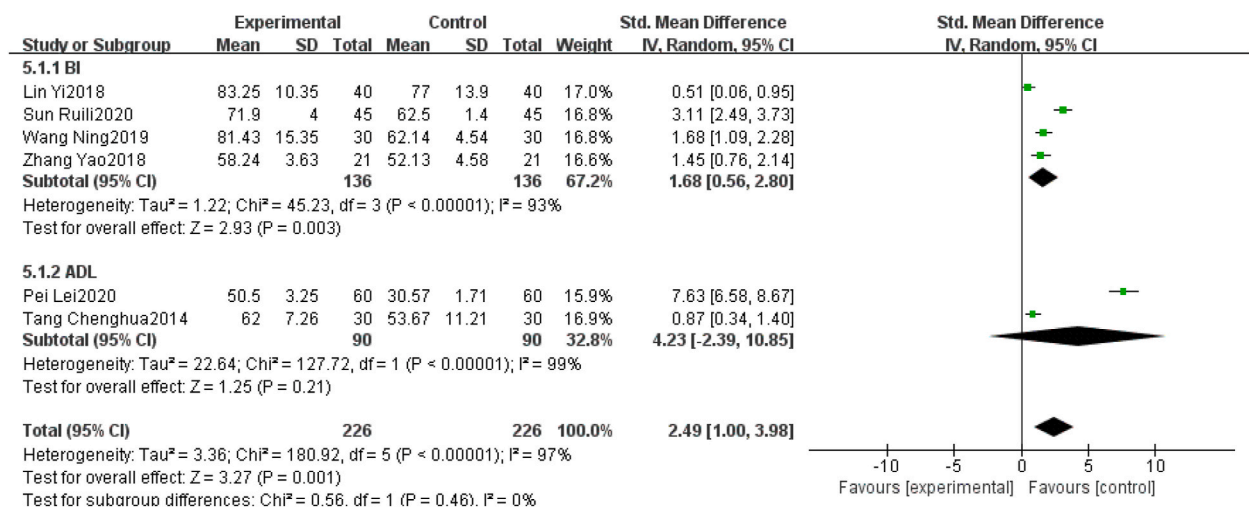 Experimental Control Std. Mean Difference Std. Mean Difference
Study or Subgroup Mean SD Total Mean SD Total Weight IV, Random, 95% CI IV, Random, 95% CI
5.1.1 BI
Lin Yi2018 83.25 10.35 40 77 13.9 40 17.0% 0.51 [0.06, 0.95]
Sun Ruili2020 71.9 4 45 62.5 1.4 45 16.8% 3.11 [2.49, 3.73]
Wang Ning2019 81.43 15.35 30 62.14 4.54 30 16.8% 1.68 [1.09, 2.28]
Zhang Yao2018 58.24 3.63 21 52.13 4.58 21 16.6% 1.45 [0.76, 2.14]
Subtotal (95% CI) 136 136 67.2% 1.68 [0.56, 2.80]
Heterogeneity: Tau² = 1.22; Chi² = 45.23, df = 3 (P < 0.00001); I² = 93%
Test for overall effect: Z = 2.93 (P = 0.003)
5.1.2 ADL
Pei Lei2020 50.5 3.25 60 30.57 1.71 60 15.9% 7.63 [6.58, 8.67]
Tang Chenghua2014 62 7.26 30 53.67 11.21 30 16.9% 0.87 [0.34, 1.40]
Subtotal (95% CI) 90 90 32.8% 4.23 [-2.39, 10.85]
Heterogeneity: Tau² = 22.64; Chi² = 127.72, df = 1 (P < 0.00001); I² = 99%
Test for overall effect: Z = 1.25 (P = 0.21)
Total (95% CI) 226 226 100.0% 2.49 [1.00, 3.98]
Heterogeneity: Tau² = 3.36; Chi² = 180.92, df = 5 (P < 0.00001); I² = 97%
Test for overall effect: Z = 3.27 (P = 0.001)
Test for subgroup differences: Chi² = 0.56, df = 1 (P = 0.46), I² = 0%
-10 -5 0 5 10
Favours [experimental] Favours [control]